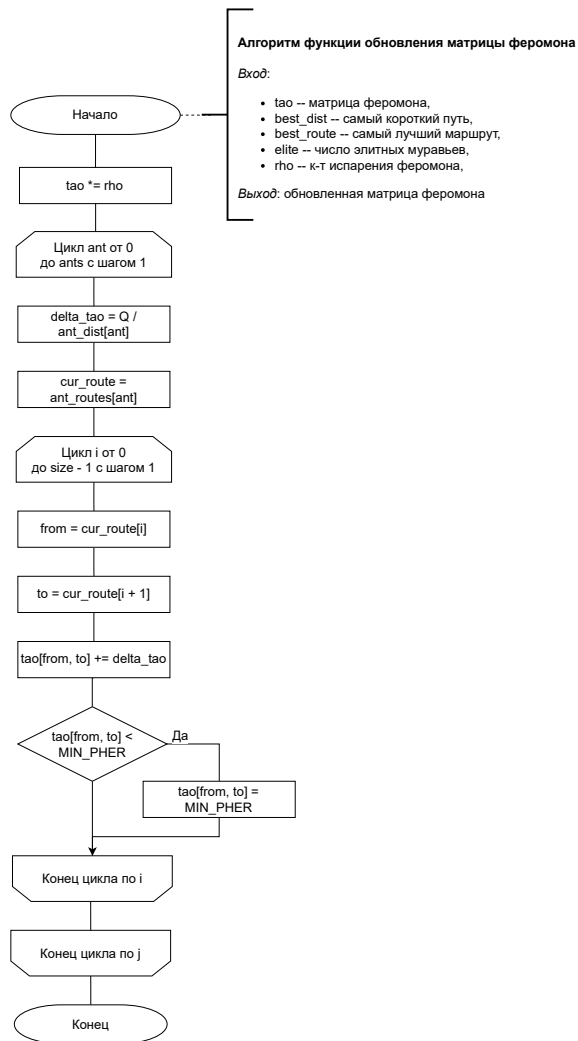 Алгоритм функции обновления матрицы феромона
Вход:
• tao -- матрица феромона,
• best_dist -- самый короткий путь,
• best_route -- самый лучший маршрут,
• elite -- число элитных муравьев,
• rho -- к-т испарения феромона,
Выход: обновленная матрица феромона
Начало
tao *= rho
Цикл ant от 0
до ants с шагом 1
delta_tao = Q /
ant_dist[ant]
cur_route =
ant_routes[ant]
Цикл i от 0
до size - 1 с шагом 1
from = cur_route[i]
to = cur_route[i + 1]
tao[from, to] += delta_tao
tao[from, to] <
MIN_PHER
Да
tao[from, to] =
MIN_PHER
Конец цикла по i
Конец цикла по j
Конец